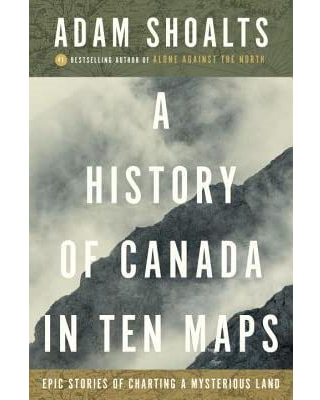 ADAM SHOALTS
#1 BESTSELLING AUTHOR OF ALONE AGAINST THE NORTH
A
HISTORY
OF CANADA
IN TEN MAPS
EPIC STORIES OF CHARTING A MYSTERIOUS LAND